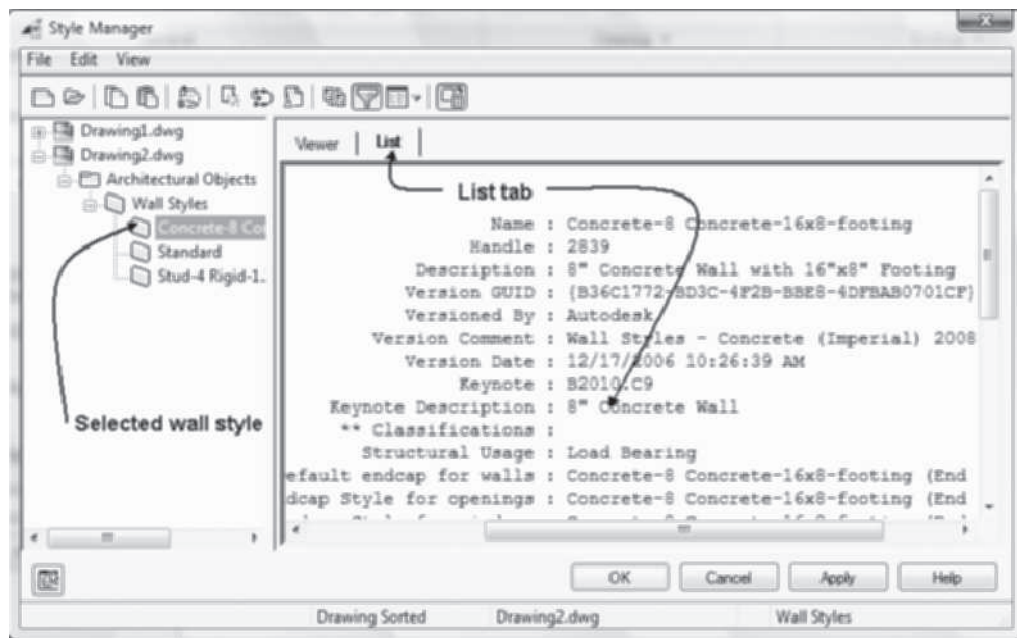 Style Manager
File Edit View
Drawing1.dwg
Drawing2.dwg
Architectural Objects
Wall Styles
Concrete-8 Co
Standard
Stud-4 Rigid-1..
Selected wall style
Viewer List
List tab
Name : Concrete-8 Concrete-16x8-footing
Handle : 2839
Description : 8" Concrete Wall with 16"x8" Footing
Version GUID : {B36C1772-BD3C-4F2B-BBE8-4DFBAB0701CF}
Versioned By : Autodesk
Version Comment : Wall Styles - Concrete (Imperial) 2008
Version Date : 12/17/2006 10:26:39 AM
Keynote : B2010.C9
Keynote Description : 8" Concrete Wall
** Classifications :
Structural Usage : Load Bearing
efault endcap for walls : Concrete-8 Concrete-16x8-footing (End
dcap Style for openings : Concrete-8 Concrete-16x8-footing (End
OK Cancel Apply Help
Drawing Sorted Drawing2.dwg Wall Styles